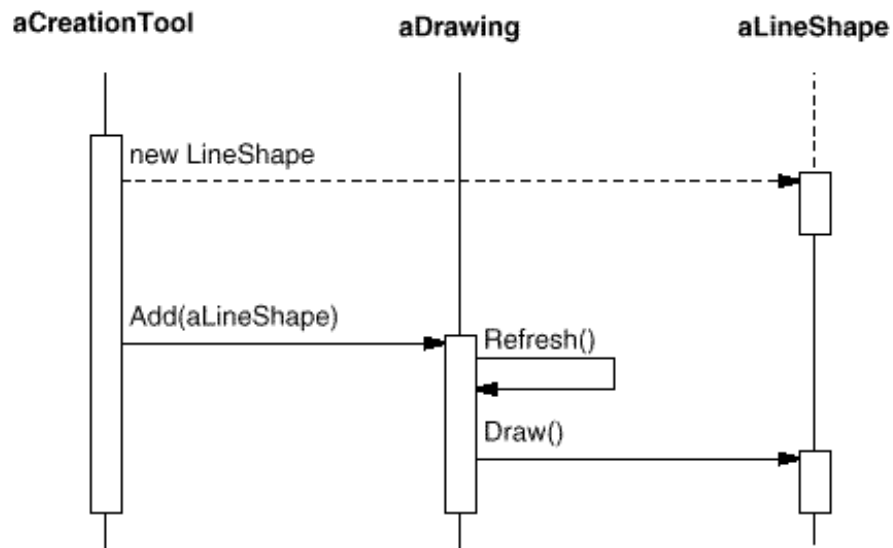 aCreationTool
aDrawing
aLineShape
new LineShape
Add(aLineShape)
Refresh()
Draw()